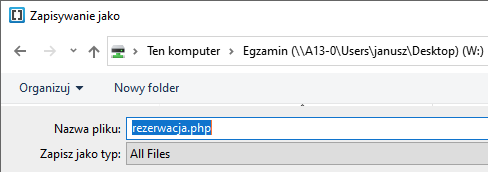 Zapisywanie jako
Ten komputer > Egzamin (\\A13-0\Users\janusz\Desktop) (W:)
Organizuj Nowy folder
Nazwa pliku: rezerwacja.php
Zapisz jako typ: All Files